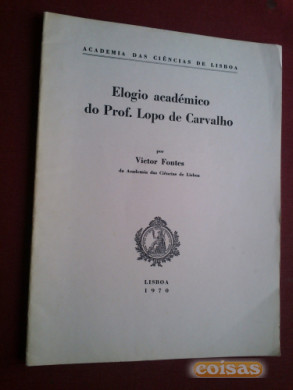 ACADEMIA DAS CIÊNCIAS DE LISBOA
Elogio académico
do Prof. Lopo de Carvalho
por
Victor Fontes
da Academia das Ciências de Lisboa
LISBOA
1970
coisas